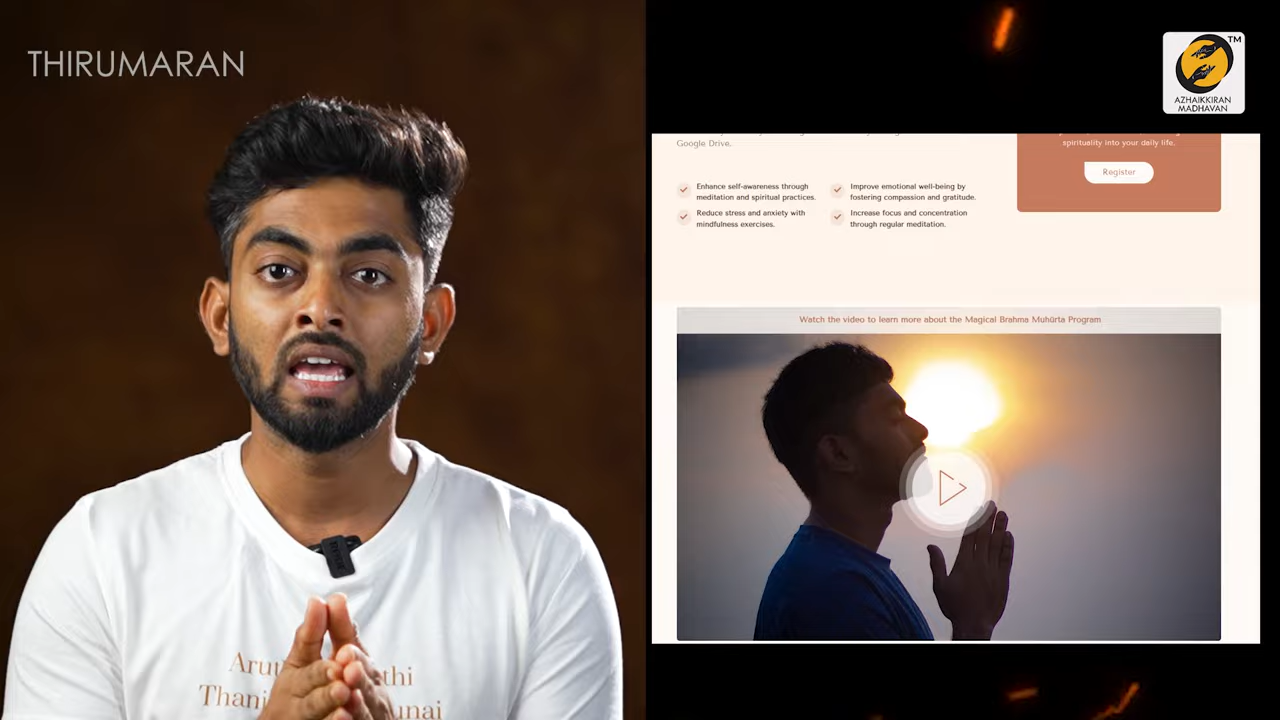 THIRUMARAN
TM
AZHAIKKIRAN
MADHAVAN
Google Drive.
Enhance self-awareness through
meditation and spiritual practices.
Improve emotional well-being by
fostering compassion and gratitude.
Reduce stress and anxiety with
mindfulness exercises.
Increase focus and concentration
through regular meditation.
spirituality into your daily life.
Register
Watch the video to learn more about the Magical Brahma Muhūrta Program